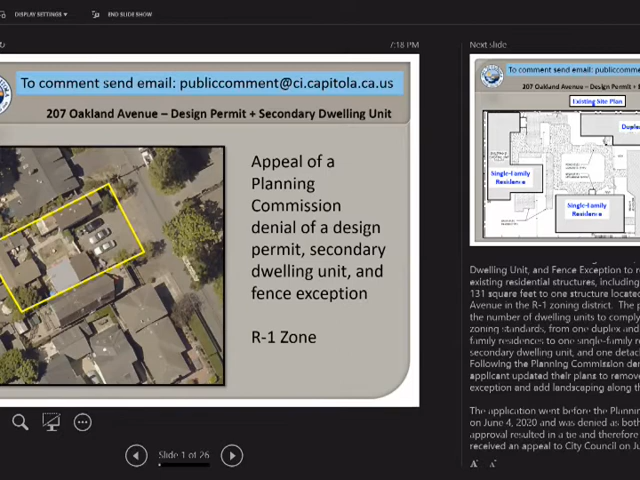 DISPLAY SETTINGS
END SLIDE SHOW
7:18 PM
To comment send email: publiccomment@ci.capitola.ca.us
207 Oakland Avenue – Design Permit + Secondary Dwelling Unit
Appeal of a
Planning
Commission
denial of a design
permit, secondary
dwelling unit, and
fence exception
R-1 Zone
Slide 1 of 26
Next slide
To comment send email: publiccomme
207 Oakland Avenue – Design Permit +
Existing Site Plan
Duple
Single-Family
Residence
Single-Family
Residence
Dwelling Unit, and Fence Exception to re
existing residential structures, including
131 square feet to one structure located
Avenue in the R-1 zoning district. The p
the number of dwelling units to comply
zoning standards, from one duplex and
family residences to one single-family r
secondary dwelling unit, and one detac
Following the Planning Commission den
applicant updated their plans to remove
exception and add landscaping along th
The application went before the Plannin
on June 4, 2020 and was denied as both
approval resulted in a tie and therefore
received an appeal to City Council on Ju
A A